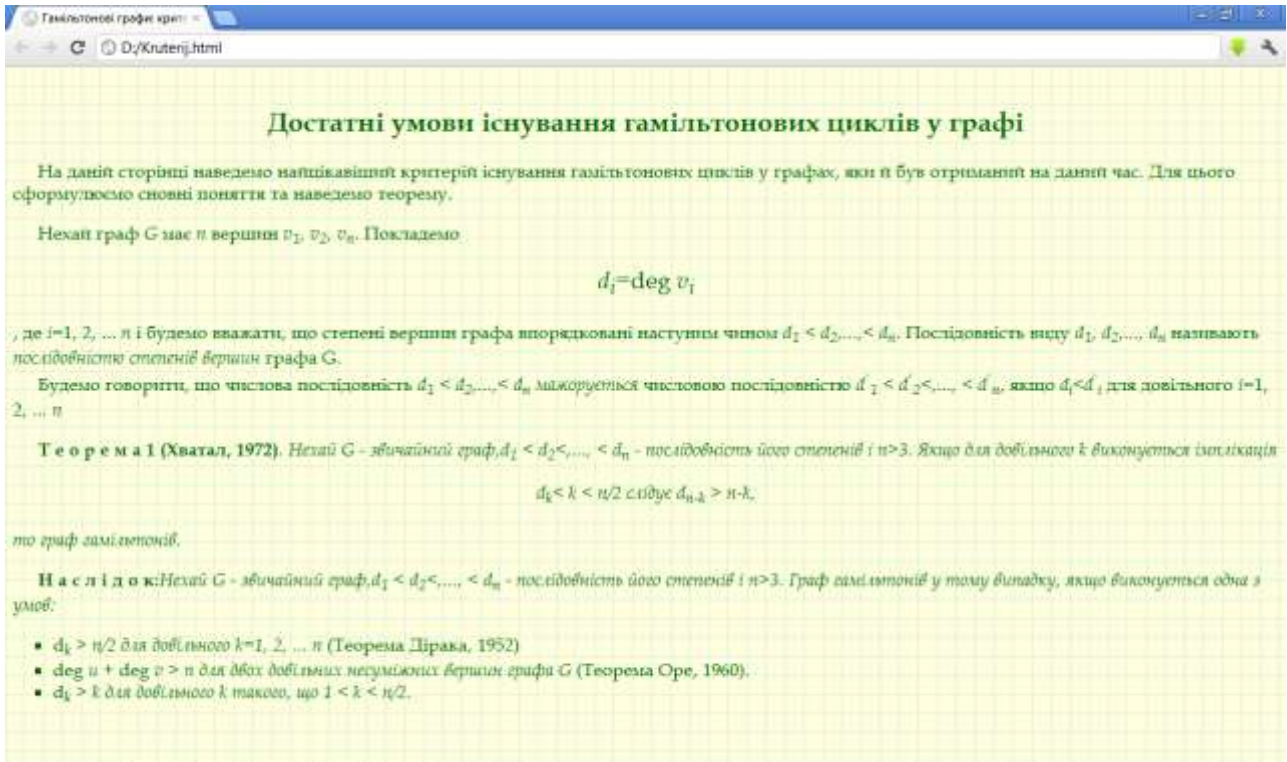 Гамільтонові графи: крит
D:/Kruterij.html
Достатні умови існування гамільтонових циклів у графі
На даній сторінці наведемо найцікавіший критерій існування гамільтонових циклів у графах, яки й був отриманий на даний час. Для цього
сформулюємо сновні поняття та наведемо теорему.
Нехай граф G має n вершин v1, v2, vn. Покладемо
di=deg vi
, де i=1, 2, ... n і будемо вважати, що степені вершин графа впорядковані наступим чином d1 < d2,...,< dn. Послідовність виду d1, d2,..., dn називають
послідовністю степенів вершин графа G.
Будемо говорити, що числова послідовність d1 < d2,...,< dn мажорується числовою послідовністю d'1 < d'2<,..., < d'n, якщо di<d'i для довільного i=1,
2, ... n
Т е о р е м а 1 (Хватал, 1972). Нехай G - звичайний граф,d1 < d2<,..., < dn - послідовність його степенів і n>3. Якщо для довільного k виконується імплікація
dk< k < n/2 слідує dn-k > n-k,
то граф гамільтонів.
Н а с л і д о к:Нехай G - звичайний граф,d1 < d2<,..., < dn - послідовність його степенів і n>3. Граф гамільтонів у тому випадку, якщо виконується одна з
умов:
▪ dk > n/2 для довільного k=1, 2, ... n (Теорема Дірака, 1952)
▪ deg u + deg v > n для двох довільних несуміжних вершин графа G (Теорема Оре, 1960).
▪ dk > k для довільного k такого, що 1 < k < n/2.